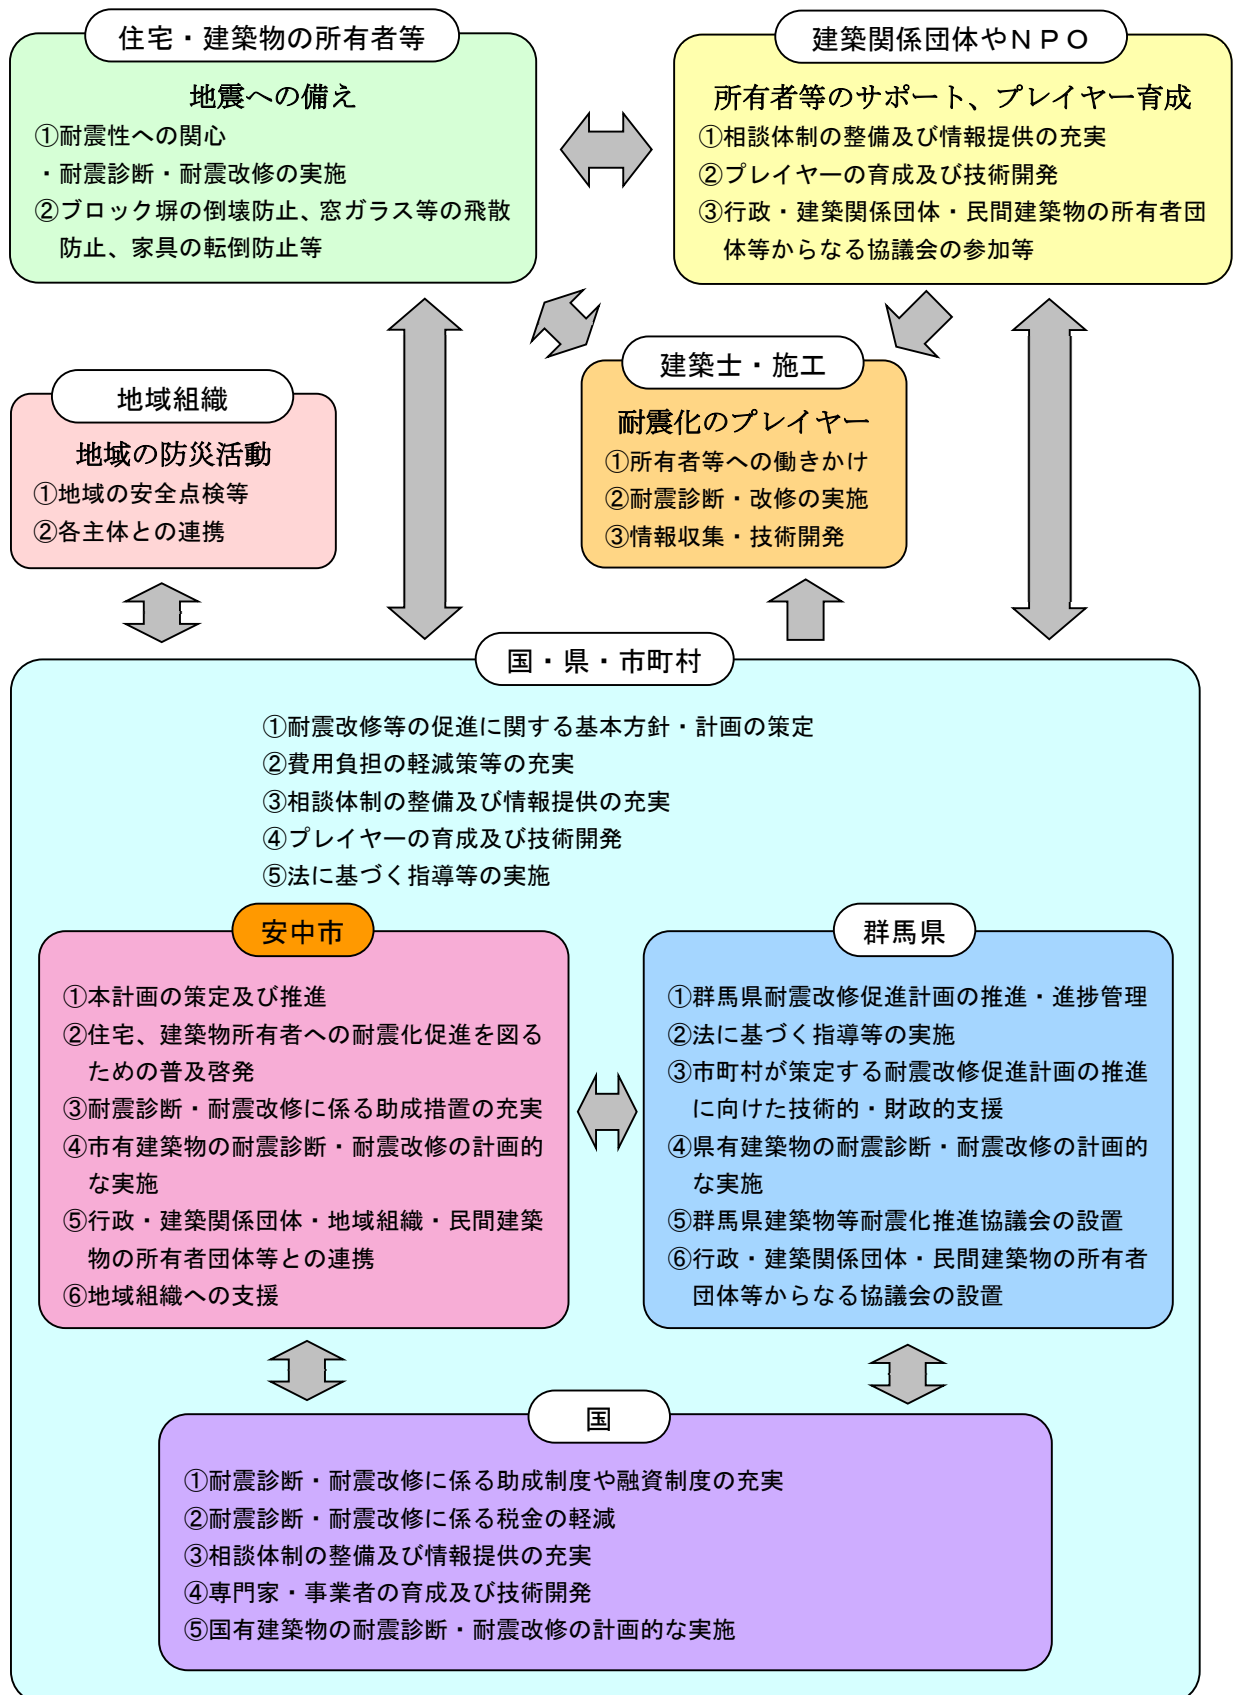 住宅・建築物の所有者等
地震への備え
①耐震性への関心
・耐震診断・耐震改修の実施
②ブロック塀の倒壊防止、窓ガラス等の飛散
防止、家具の転倒防止等
建築関係団体やＮＰＯ
所有者等のサポート、プレイヤー育成
①相談体制の整備及び情報提供の充実
②プレイヤーの育成及び技術開発
③行政・建築関係団体・民間建築物の所有者団
体等からなる協議会の参加等
地域組織
地域の防災活動
①地域の安全点検等
②各主体との連携
建築士・施工
耐震化のプレイヤー
①所有者等への働きかけ
②耐震診断・改修の実施
③情報収集・技術開発
国・県・市町村
①耐震改修等の促進に関する基本方針・計画の策定
②費用負担の軽減策等の充実
③相談体制の整備及び情報提供の充実
④プレイヤーの育成及び技術開発
⑤法に基づく指導等の実施
安中市
①本計画の策定及び推進
②住宅、建築物所有者への耐震化促進を図る
ための普及啓発
③耐震診断・耐震改修に係る助成措置の充実
④市有建築物の耐震診断・耐震改修の計画的
な実施
⑤行政・建築関係団体・地域組織・民間建築
物の所有者団体等との連携
⑥地域組織への支援
群馬県
①群馬県耐震改修促進計画の推進・進捗管理
②法に基づく指導等の実施
③市町村が策定する耐震改修促進計画の推進
に向けた技術的・財政的支援
④県有建築物の耐震診断・耐震改修の計画的
な実施
⑤群馬県建築物等耐震化推進協議会の設置
⑥行政・建築関係団体・民間建築物の所有者
団体等からなる協議会の設置
国
①耐震診断・耐震改修に係る助成制度や融資制度の充実
②耐震診断・耐震改修に係る税金の軽減
③相談体制の整備及び情報提供の充実
④専門家・事業者の育成及び技術開発
⑤国有建築物の耐震診断・耐震改修の計画的な実施